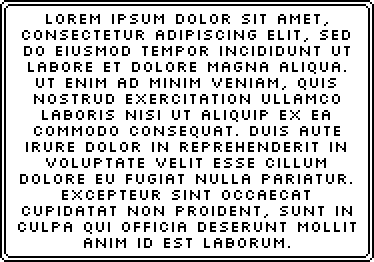 LOREM IPSUM DOLOR SIT AMET,
CONSECTETUR ADIPISCING ELIT, SED
DO EIUSMOD TEMPOR INCIDIDUNT UT
LABORE ET DOLORE MAGNA ALIQUA.
UT ENIM AD MINIM VENIAM, QUIS
NOSTRUD EXERCITATION ULLAMCO
LABORIS NISI UT ALIQUIP EX EA
COMMODO CONSEQUAT. DUIS AUTE
IRURE DOLOR IN REPREHENDERIT IN
VOLUPTATE VELIT ESSE CILLUM
DOLORE EU FUGIAT NULLA PARIATUR.
EXCEPTEUR SINT OCCAECAT
CUPIDATAT NON PROIDENT, SUNT IN
CULPA QUI OFFICIA DESERUNT MOLLIT
ANIM ID EST LABORUM.